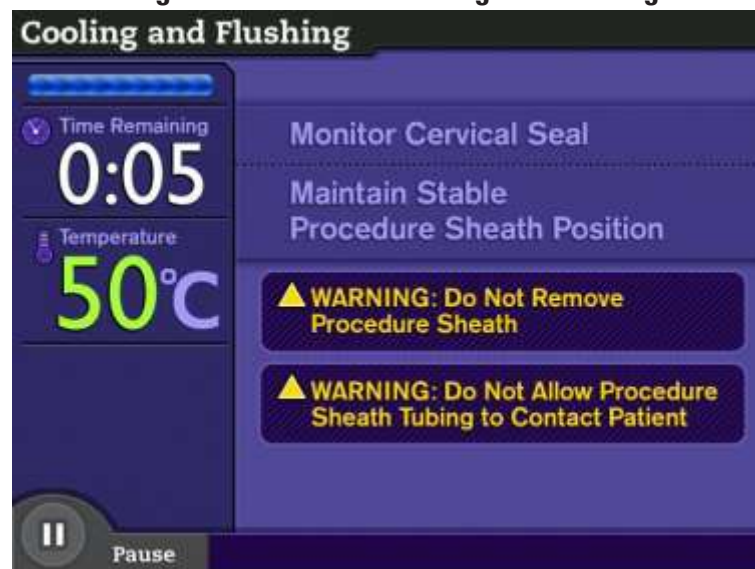 Cooling and Flushing
Time Remaining
0:05
Temperature
50°C
Monitor Cervical Seal
Maintain Stable
Procedure Sheath Position
WARNING: Do Not Remove
Procedure Sheath
WARNING: Do Not Allow Procedure
Sheath Tubing to Contact Patient
Pause